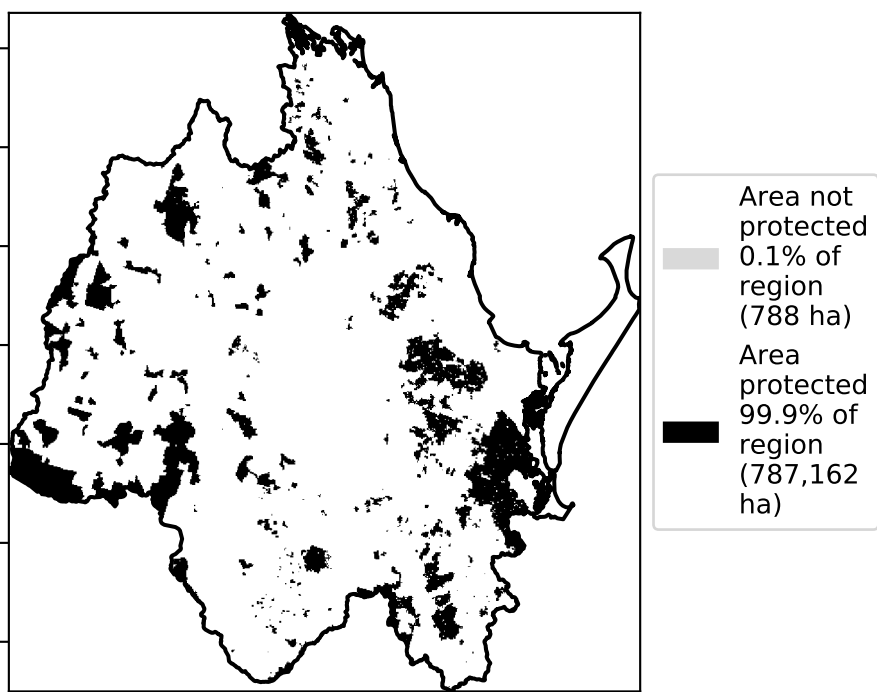 Area not
protected
0.1% of
region
(788 ha)
Area
protected
99.9% of
region
(787,162
ha)